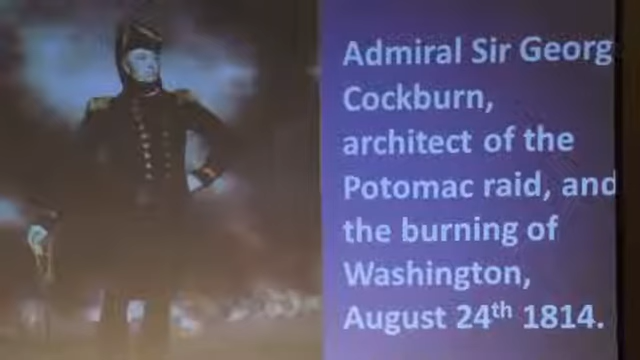 Admiral Sir Georg
Cockburn,
architect of the
Potomac raid, and
the burning of
Washington,
August 24th 1814.